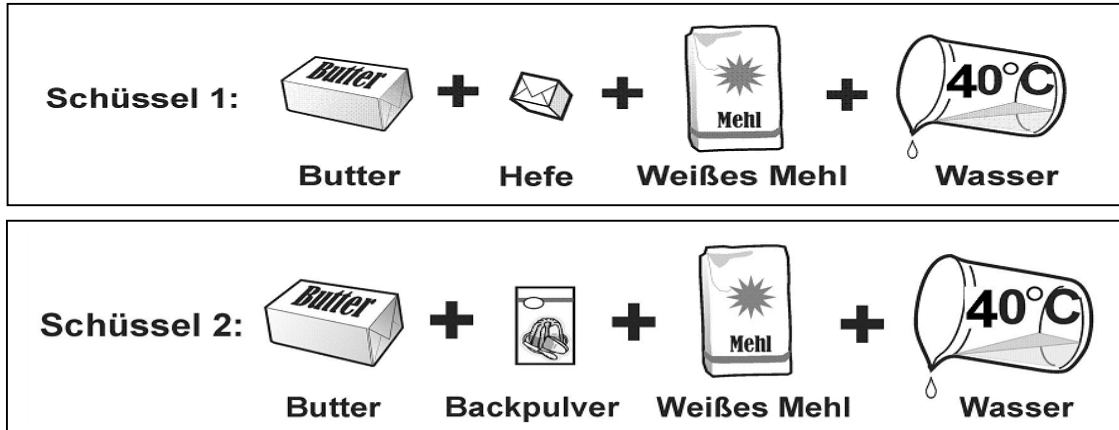 Butter
Mehl
40°C
Schüssel 1:
Butter
Hefe
Weißes Mehl
Wasser
Butter
Mehl
40°C
Schüssel 2:
Butter
Backpulver
Weißes Mehl
Wasser